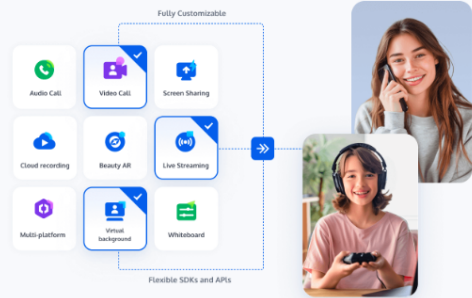 Fully Customizable
Audio Call
Video Call
Screen Sharing
Cloud recording
Beauty AR
Live Streaming
Multi-platform
Virtual
background
Whiteboard
Flexible SDKs and APIs